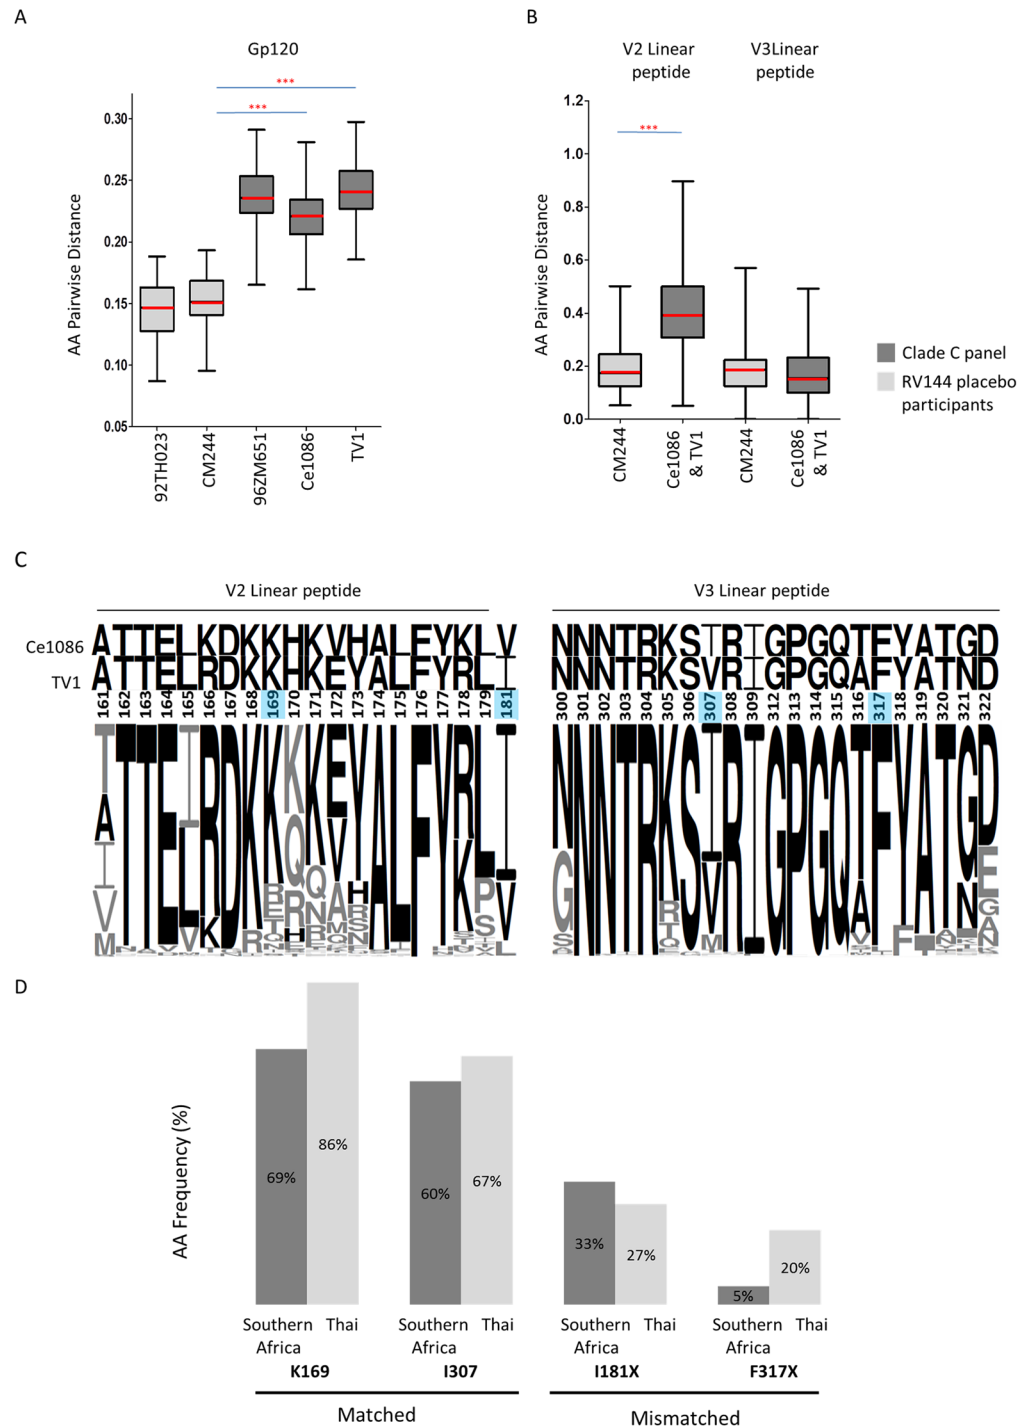 A
Gp120
***
***
AA Pairwise Distance
0.30
0.25
0.20
0.15
0.10
0.05
92TH023
CM244
96ZM651
Ce1086
TV1
B
V2 Linear peptide
V3Linear peptide
***
AA Pairwise Distance
1.2
1.0
0.8
0.6
0.4
0.2
0.0
CM244
Ce1086 & TV1
CM244
Ce1086 & TV1
Clade C panel
RV144 placebo participants
C
V2 Linear peptide
V3 Linear peptide
Ce1086
ATTELKDKKHKVHALFYKLV
NNNTRKSTRIGPGQTFYATGD
TV1
ATTELRDKKHKEYALFYRLI
NNNTRKSVRIGPGQAFYATND
161 162 163 164 165 166 167 168 169 170 171 172 173 174 175 176 177 178 179 181
300 301 302 303 304 305 306 307 308 309 312 313 314 315 316 317 318 319 320 321 322
TTTEIRDKKKKEYALFYRLI
NNNTRKSIRIGPGQTFYATGD
D
AA Frequency (%)
69%
86%
60%
67%
33%
27%
5%
20%
Southern Africa
Thai
Southern Africa
Thai
Southern Africa
Thai
Southern Africa
Thai
K169
I307
I181X
F317X
Matched
Mismatched